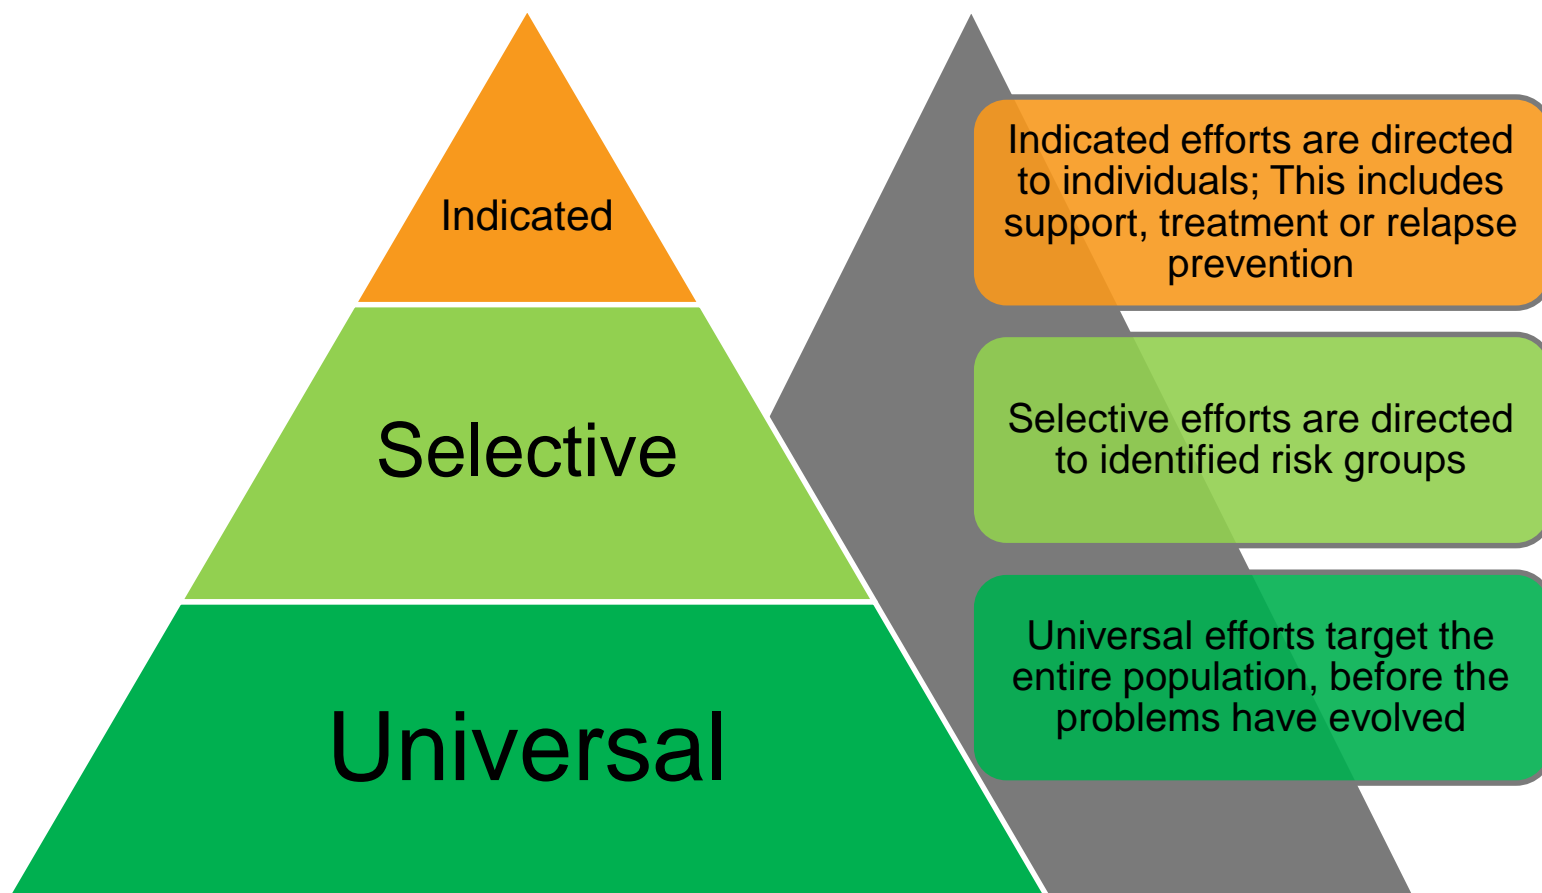 Indicated
Selective
Universal
Indicated efforts are directed
to individuals; This includes
support, treatment or relapse
prevention
Selective efforts are directed
to identified risk groups
Universal efforts target the
entire population, before the
problems have evolved